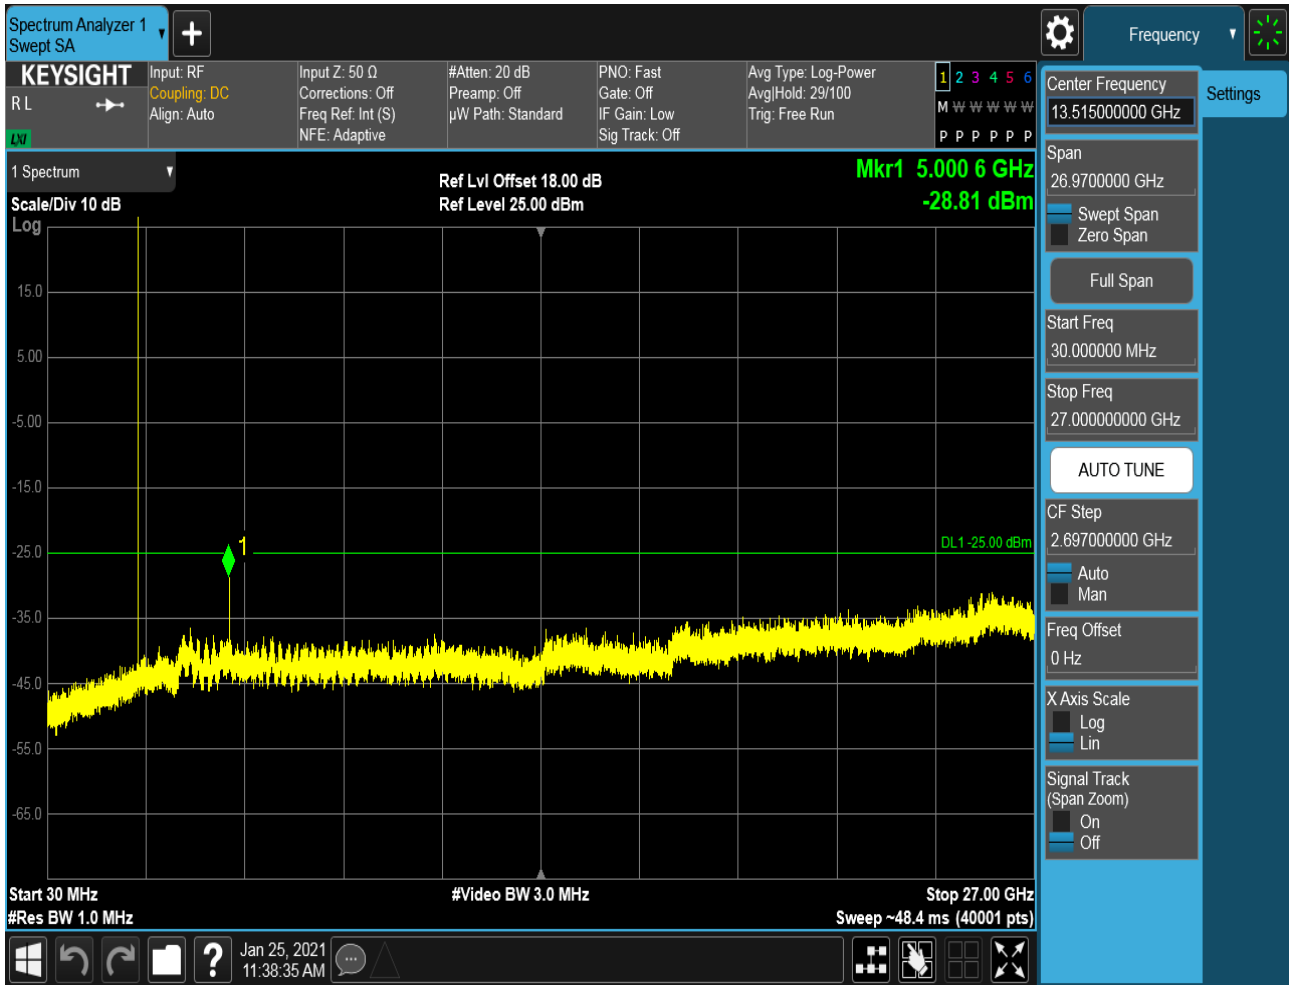 Spectrum Analyzer 1
Swept SA
Frequency
KEYSIGHT
R L
LXI
Input: RF
Coupling: DC
Align: Auto
Input Z: 50 Ω
Corrections: Off
Freq Ref: Int (S)
NFE: Adaptive
#Atten: 20 dB
Preamp: Off
µW Path: Standard
PNO: Fast
Gate: Off
IF Gain: Low
Sig Track: Off
Avg Type: Log-Power
Avg|Hold: 29/100
Trig: Free Run
1 2 3 4 5 6
M W W W W W
P P P P P P
1 Spectrum
Scale/Div 10 dB
Log
Ref Lvl Offset 18.00 dB
Ref Level 25.00 dBm
Mkr1 5.000 6 GHz
-28.81 dBm
15.0
5.00
-5.00
-15.0
-25.0
-35.0
-45.0
-55.0
-65.0
1
DL1 -25.00 dBm
Start 30 MHz
#Res BW 1.0 MHz
#Video BW 3.0 MHz
Stop 27.00 GHz
Sweep ~48.4 ms (40001 pts)
?
Jan 25, 2021
11:38:35 AM
Center Frequency
13.515000000 GHz
Settings
Span
26.9700000 GHz
Swept Span
Zero Span
Full Span
Start Freq
30.000000 MHz
Stop Freq
27.000000000 GHz
AUTO TUNE
CF Step
2.697000000 GHz
Auto
Man
Freq Offset
0 Hz
X Axis Scale
Log
Lin
Signal Track
(Span Zoom)
On
Off